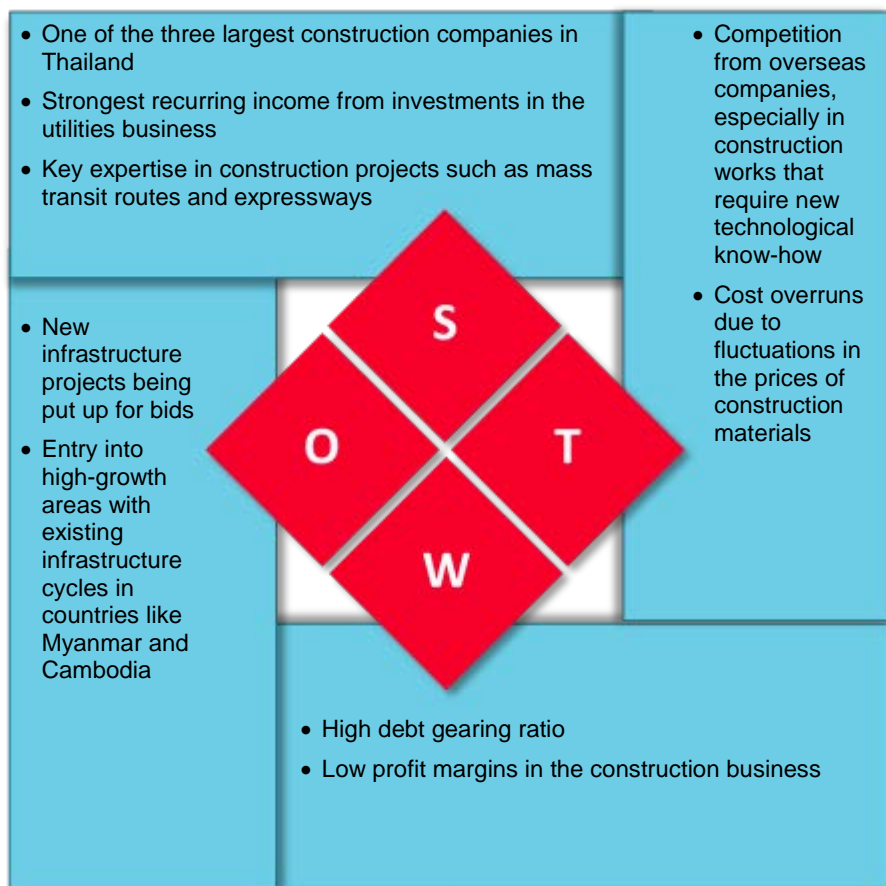 • One of the three largest construction companies in
Thailand
• Strongest recurring income from investments in the
utilities business
• Key expertise in construction projects such as mass
transit routes and expressways
• Competition
from overseas
companies,
especially in
construction
works that
require new
technological
know-how
• Cost overruns
due to
fluctuations in
the prices of
construction
materials
• New
infrastructure
projects being
put up for bids
• Entry into
high-growth
areas with
existing
infrastructure
cycles in
countries like
Myanmar and
Cambodia
S
O
T
W
• High debt gearing ratio
• Low profit margins in the construction business